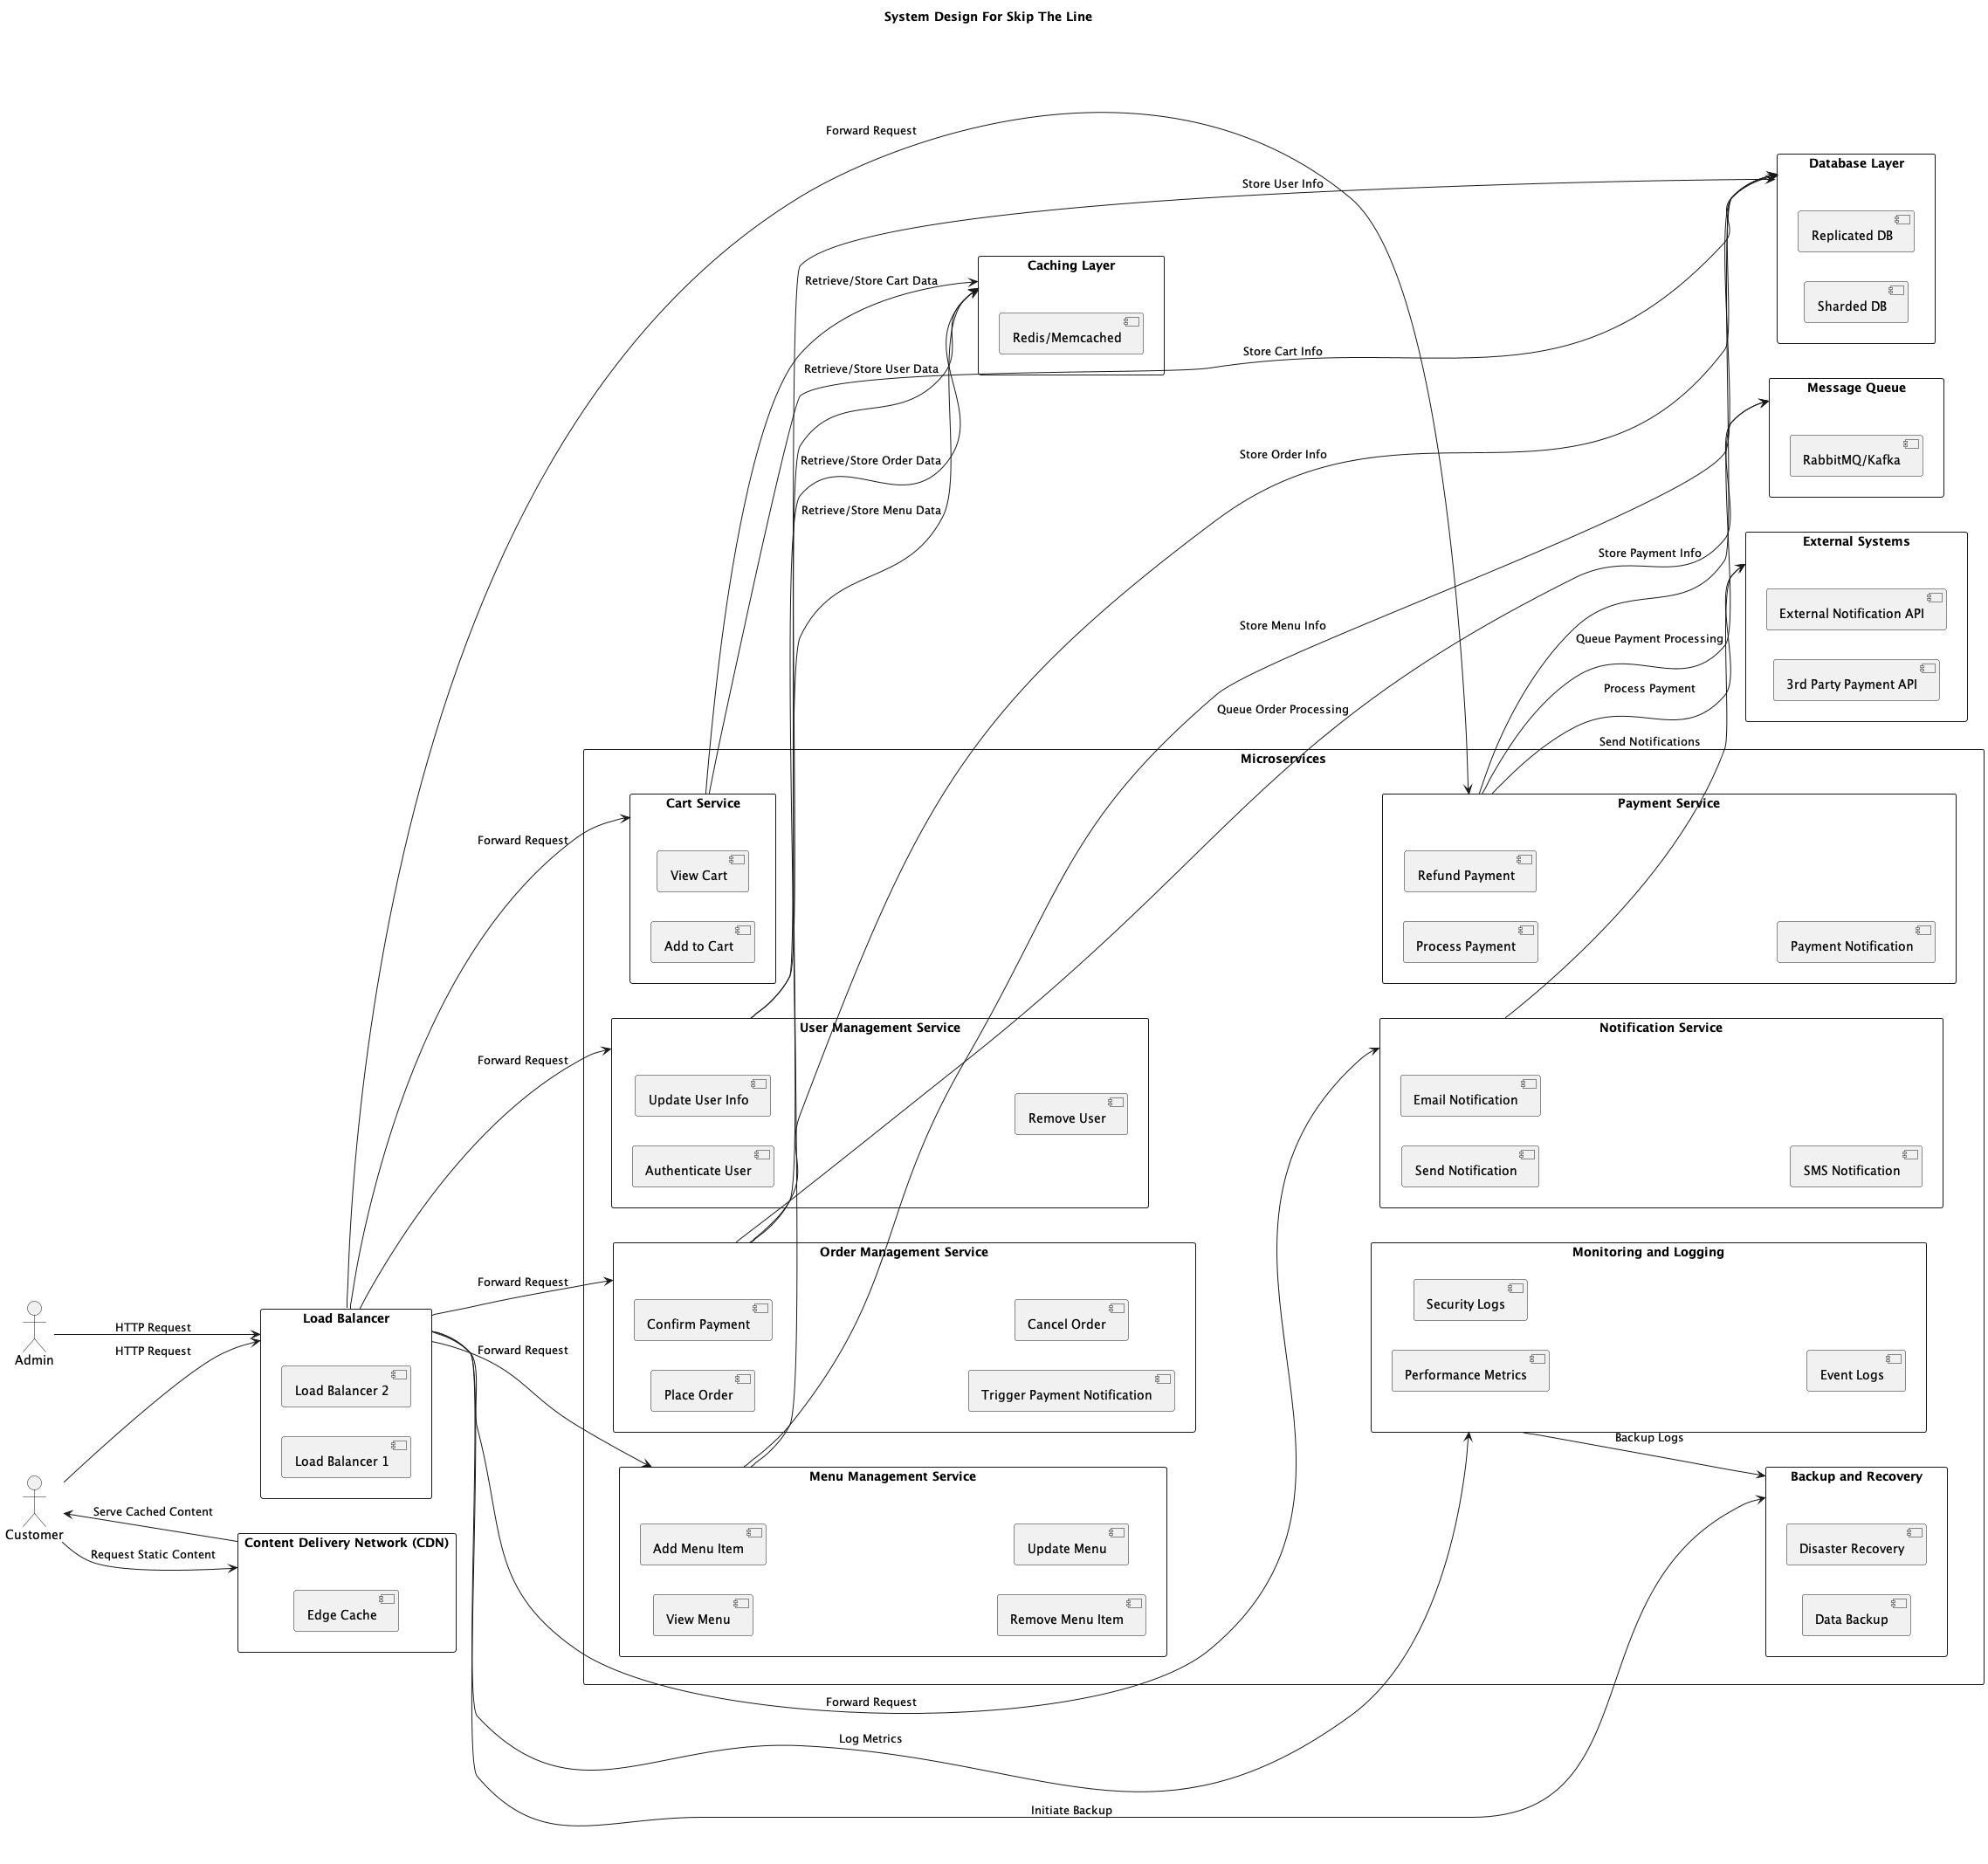 System Design For Skip The Line
Forward Request
Database Layer
Replicated DB
Sharded DB
Store User Info
Caching Layer
Redis/Memcached
Retrieve/Store Cart Data
Store Cart Info
Retrieve/Store User Data
Message Queue
RabbitMQ/Kafka
Store Order Info
Retrieve/Store Order Data
Retrieve/Store Menu Data
External Systems
External Notification API
3rd Party Payment API
Store Payment Info
Store Menu Info
Queue Payment Processing
Process Payment
Queue Order Processing
Send Notifications
Microservices
Cart Service
View Cart
Add to Cart
Payment Service
Refund Payment
Process Payment
Payment Notification
Forward Request
User Management Service
Update User Info
Authenticate User
Remove User
Forward Request
Notification Service
Email Notification
Send Notification
SMS Notification
Order Management Service
Confirm Payment
Cancel Order
Place Order
Trigger Payment Notification
Forward Request
Monitoring and Logging
Security Logs
Performance Metrics
Event Logs
Admin
HTTP Request
HTTP Request
Load Balancer
Load Balancer 2
Load Balancer 1
Forward Request
Backup Logs
Menu Management Service
Add Menu Item
Update Menu
View Menu
Remove Menu Item
Backup and Recovery
Disaster Recovery
Data Backup
Customer
Serve Cached Content
Request Static Content
Content Delivery Network (CDN)
Edge Cache
Forward Request
Log Metrics
Initiate Backup